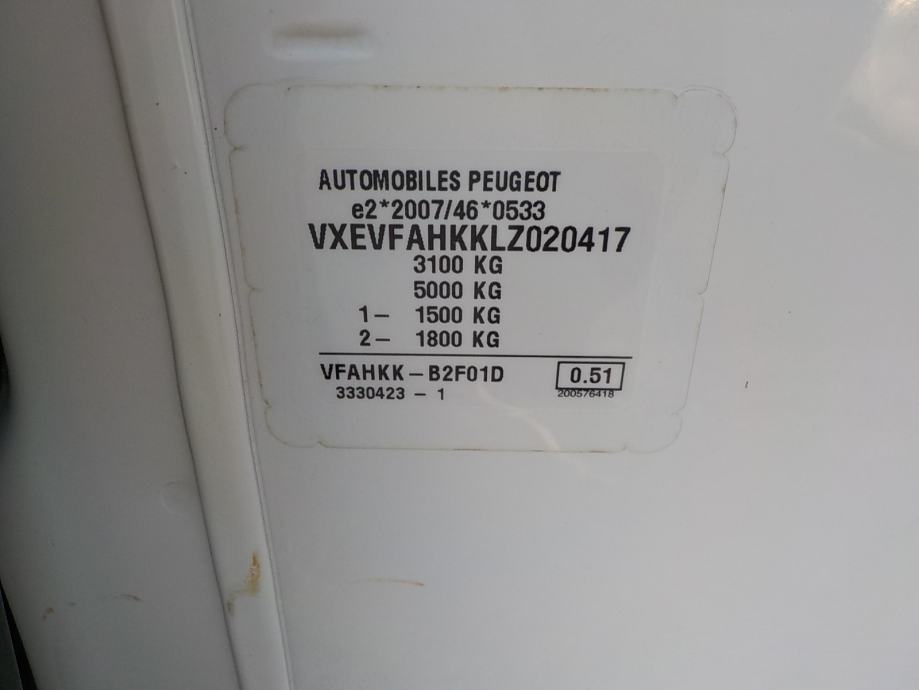 AUTOMOBILES PEUGEOT
e2*2007/46*0533
VXEVFAHKKLZ020417
3100 KG
5000 KG
1– 1500 KG
2– 1800 KG
VFAHKK–B2F01D 0.51
3330423 – 1 200576418